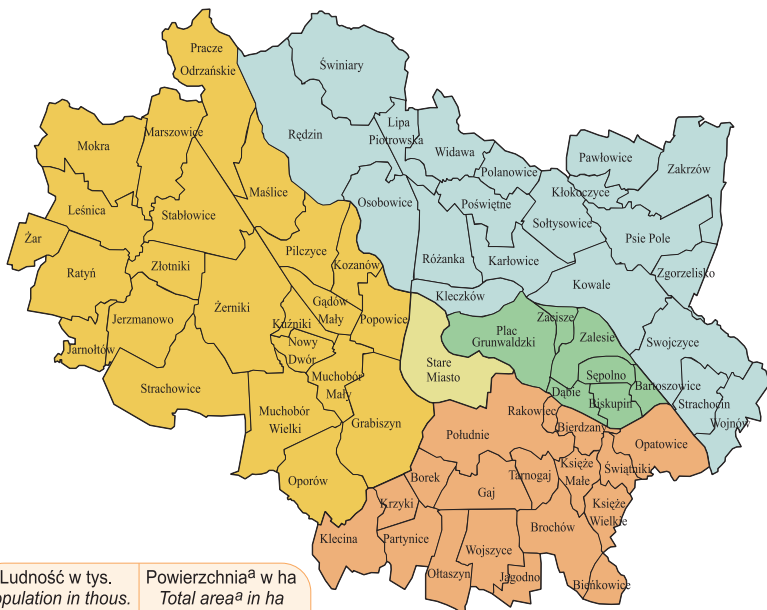 Pracze
Odrzańskie
Świniary
Mokra
Marszowice
Rędzin
Lipa
Piotrowska
Widawa
Polanowice
Pawłowice
Zakrzów
Kłokoczyce
Leśnica
Stabłowice
Maślice
Osobowice
Poświętne
Sołtysowice
Psie Pole
Żar
Ratyń
Złotniki
Pilczyce
Kozanów
Różanka
Karłowice
Zgorzelisko
Kleczków
Kowale
Jerzmanowo
Żerniki
Gądów
Mały
Popowice
Kuźniki
Nowy
Dwór
Plac
Grunwaldzki
Zacisze
Zalesie
Swojczyce
Jarnołtów
Strachowice
Muchobór
Mały
Stare
Miasto
Sępolno
Dąbie
Biskupin
Bartoszowice
Strachocin
Wojnów
Muchobór
Wielki
Grabiszyn
Rakowiec
Bierdzany
Południe
Opatowice
Oporów
Borek
Tarnogaj
Księże
Małe
Świątniki
Gaj
Krzyki
Księże
Wielkie
Klecina
Partynice
Wojszyce
Brochów
Ołtaszyn
Jagodno
Bieńkowice
Ludność w tys.
opulation in thous.
Powierzchniaª w ha
Total areaª in ha